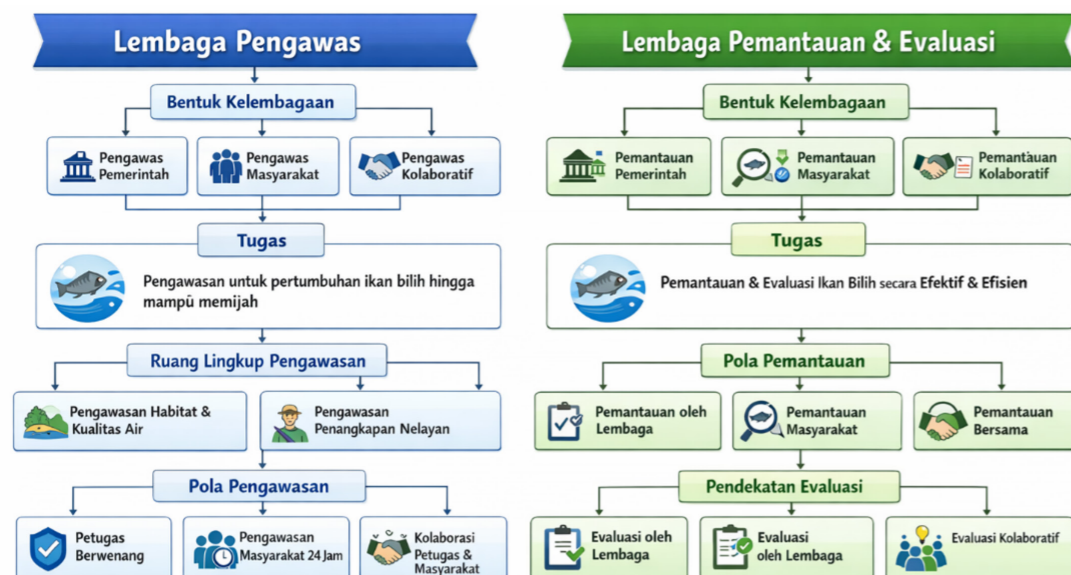 Lembaga Pengawas
Bentuk Kelembagaan
Pengawas
Pemerintah
Pengawas
Masyarakat
Pengawas
Kolaboratif
Tugas
Pengawasan untuk pertumbuhan ikan bilih hingga
mampu memijah
Ruang Lingkup Pengawasan
Pengawasan Habitat &
Kualitas Air
Pengawasan
Penangkapan Nelayan
Pola Pengawasan
Petugas
Berwenang
Pengawasan
Masyarakat 24 Jam
Kolaborasi
Petugas &
Masyarakat
Lembaga Pemantauan & Evaluasi
Bentuk Kelembagaan
Pemantauan
Pemerintah
Pemantauan
Masyarakat
Pemantauan
Kolaboratif
Tugas
Pemantauan & Evaluasi Ikan Bilih secara Efektif & Efisien
Pola Pemantauan
Pemantauan oleh
Lembaga
Pemantauan
Masyarakat
Pemantauan
Bersama
Pendekatan Evaluasi
Evaluasi oleh
Lembaga
Evaluasi
oleh Lembaga
Evaluasi Kolaboratif